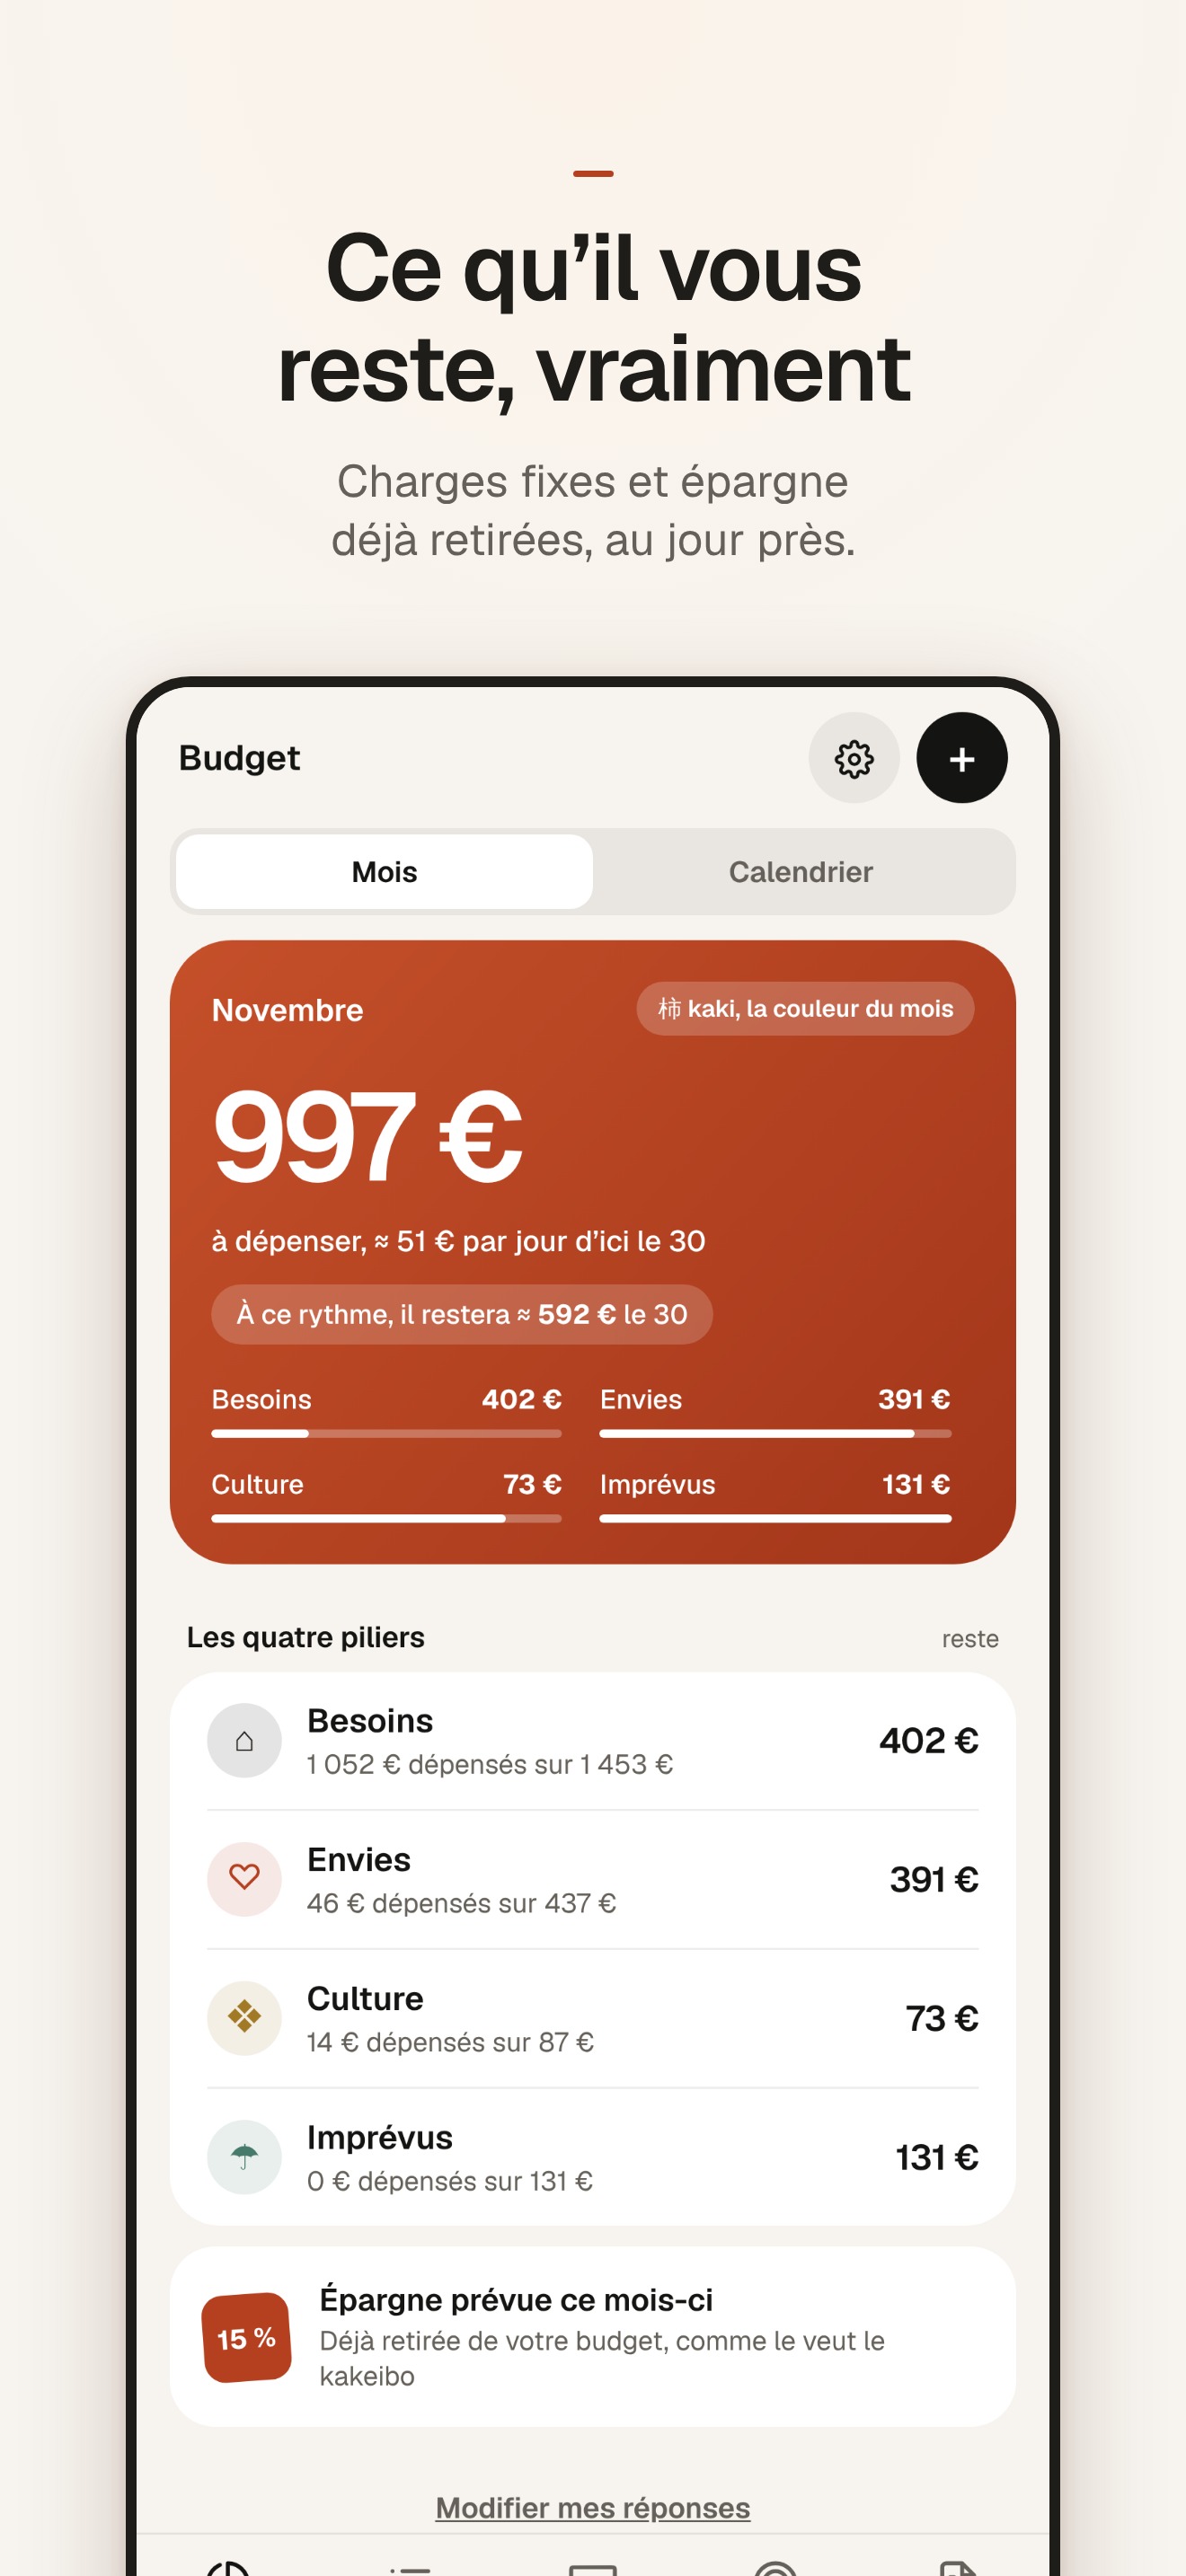 Ce qu’il vous
reste, vraiment
Charges fixes et épargne
déjà retirées, au jour près.
Budget
Mois
Calendrier
Novembre
柿 kaki, la couleur du mois
997 €
à dépenser, ≈ 51 € par jour d’ici le 30
À ce rythme, il restera ≈ 592 € le 30
Besoins 402 €
Envies 391 €
Culture 73 €
Imprévus 131 €
Les quatre piliers
reste
Besoins
1 052 € dépensés sur 1 453 €
402 €
Envies
46 € dépensés sur 437 €
391 €
Culture
14 € dépensés sur 87 €
73 €
Imprévus
0 € dépensés sur 131 €
131 €
15 %
Épargne prévue ce mois-ci
Déjà retirée de votre budget, comme le veut le
kakeibo
Modifier mes réponses